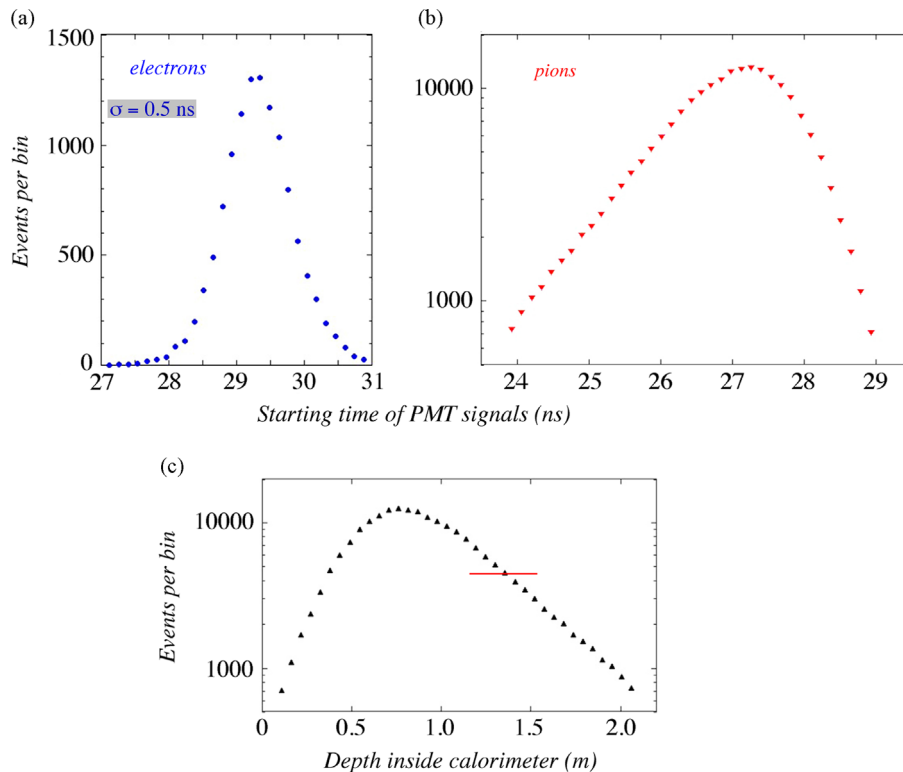 (a)
(b)
1500
1000
500
0
electrons
σ = 0.5 ns
27 28 29 30 31
Events per bin
10000
1000
pions
24 25 26 27 28 29
Starting time of PMT signals (ns)
(c)
10000
1000
Events per bin
0 0.5 1.0 1.5 2.0
Depth inside calorimeter (m)